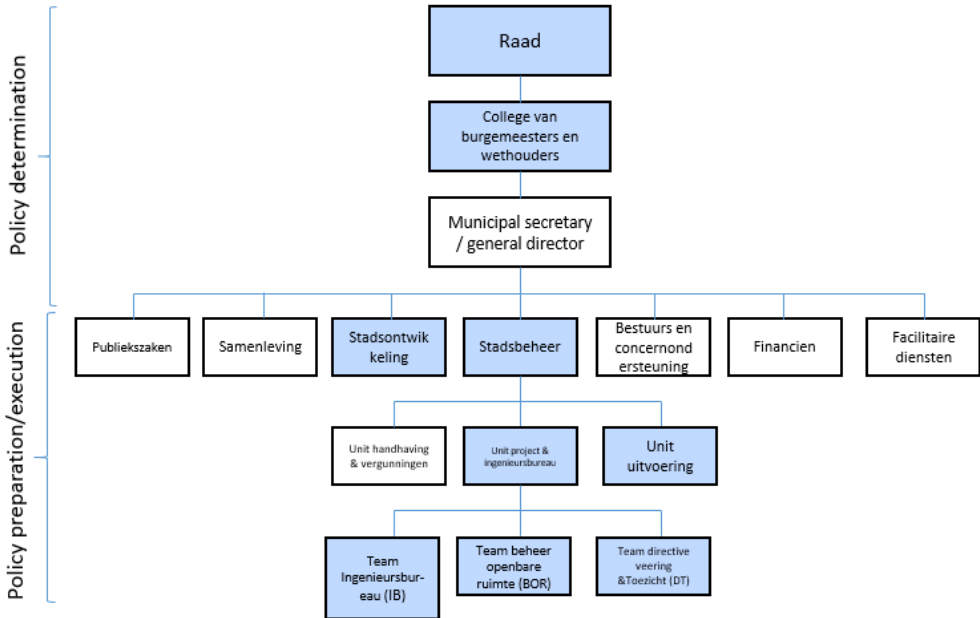 Policy determination
Raad
College van
burgemeesters en
wethouders
Municipal secretary
/ general director
Policy preparation/execution
Publiekszaken
Samenleving
Stadsontwik
keling
Stadsbeheer
Bestuurs en
concernond
ersteuning
Financien
Facilitaire
diensten
Unit handhaving
& vergunningen
Unit project &
ingenieursbureau
Unit
uitvoering
Team
Ingenieursbur-
eau (IB)
Team beheer
openbare
ruimte (BOR)
Team directive
veering
&Toezicht (DT)